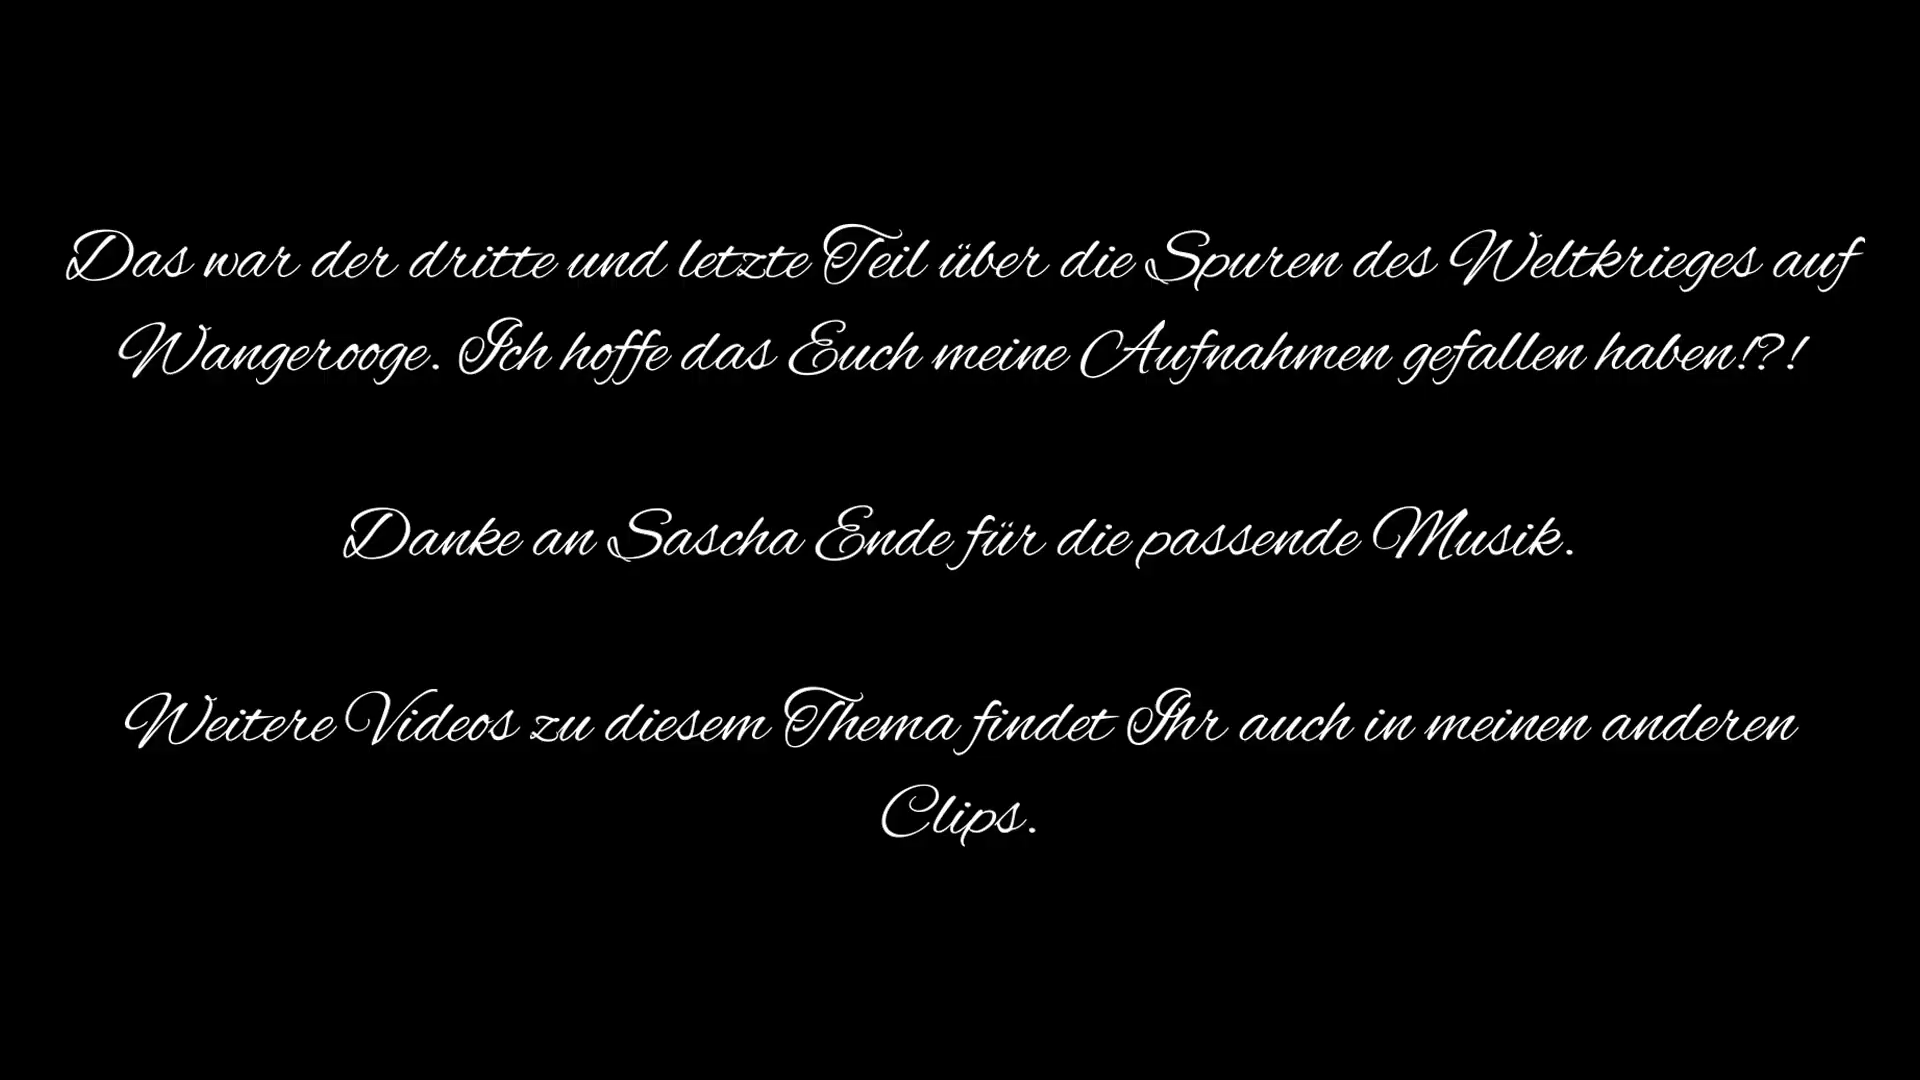 Das war der dritte und letzte Teil über die Spuren des Weltkrieges auf
Wangerooge. Ich hoffe das Euch meine Aufnahmen gefallen haben!?!
Danke an Sascha Ende für die passende Musik.
Weitere Videos zu diesem Thema findet Ihr auch in meinen anderen
Clips.